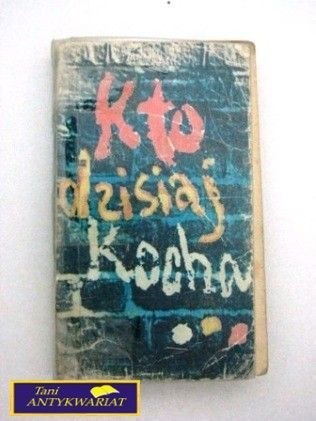 Kto
dzisiaj
Kocha
Tani
ANTYKWARIAT